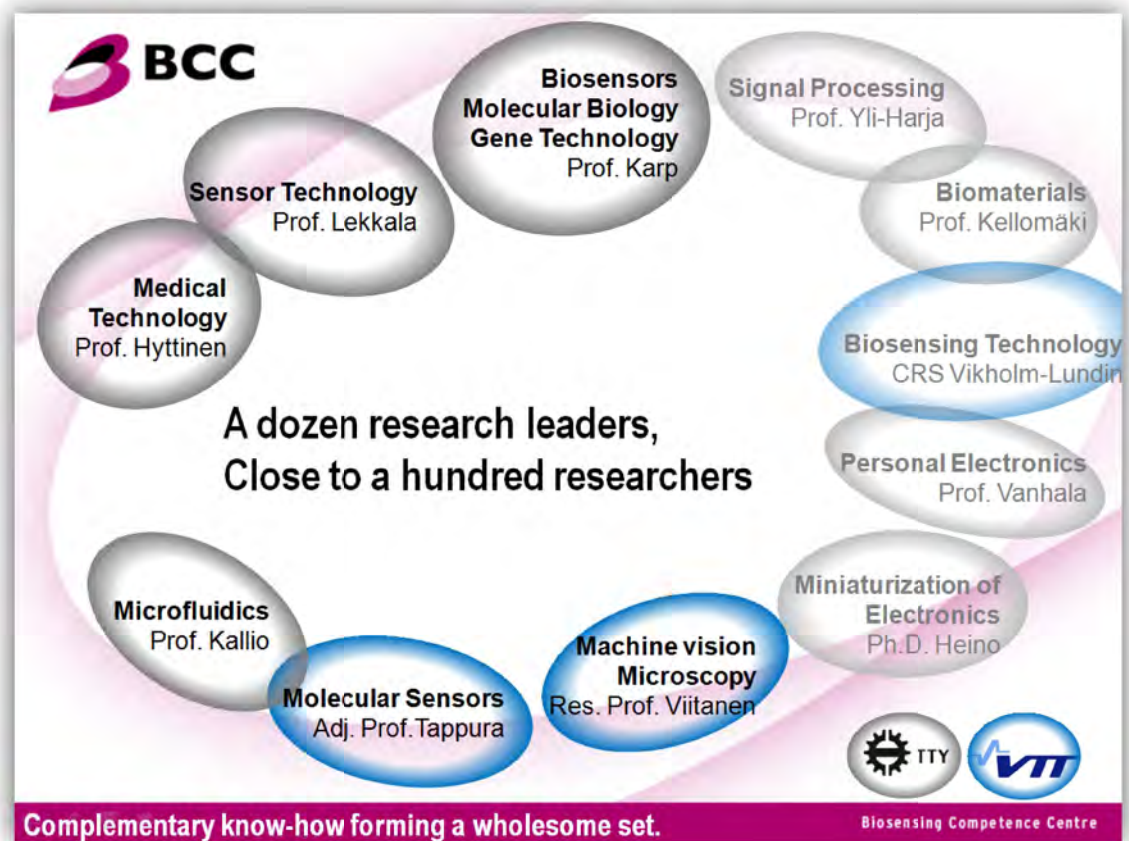 BCC
Biosensors
Molecular Biology
Gene Technology
Prof. Karp
Signal Processing
Prof. Yli-Harja
Sensor Technology
Prof. Lekkala
Biomaterials
Prof. Kellomäki
Medical
Technology
Prof. Hyttinen
Biosensing Technology
CRS Vikholm-Lundin
A dozen research leaders,
Close to a hundred researchers
Personal Electronics
Prof. Vanhala
Microfluidics
Prof. Kallio
Miniaturization of
Electronics
Ph.D. Heino
Molecular Sensors
Adj. Prof.Tappura
Machine vision
Microscopy
Res. Prof. Viitanen
TTY
VTT
Complementary know-how forming a wholesome set.
Biosensing Competence Centre